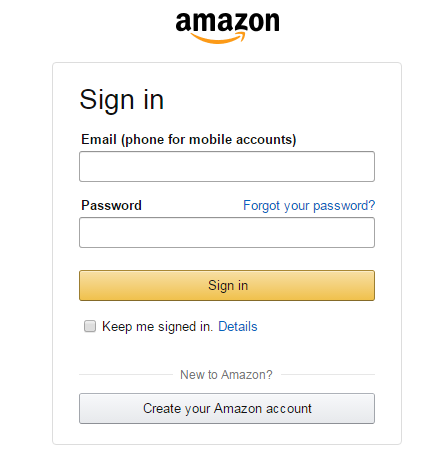 amazon
Sign in
Email (phone for mobile accounts)
Password Forgot your password?
Sign in
Keep me signed in. Details
New to Amazon?
Create your Amazon account